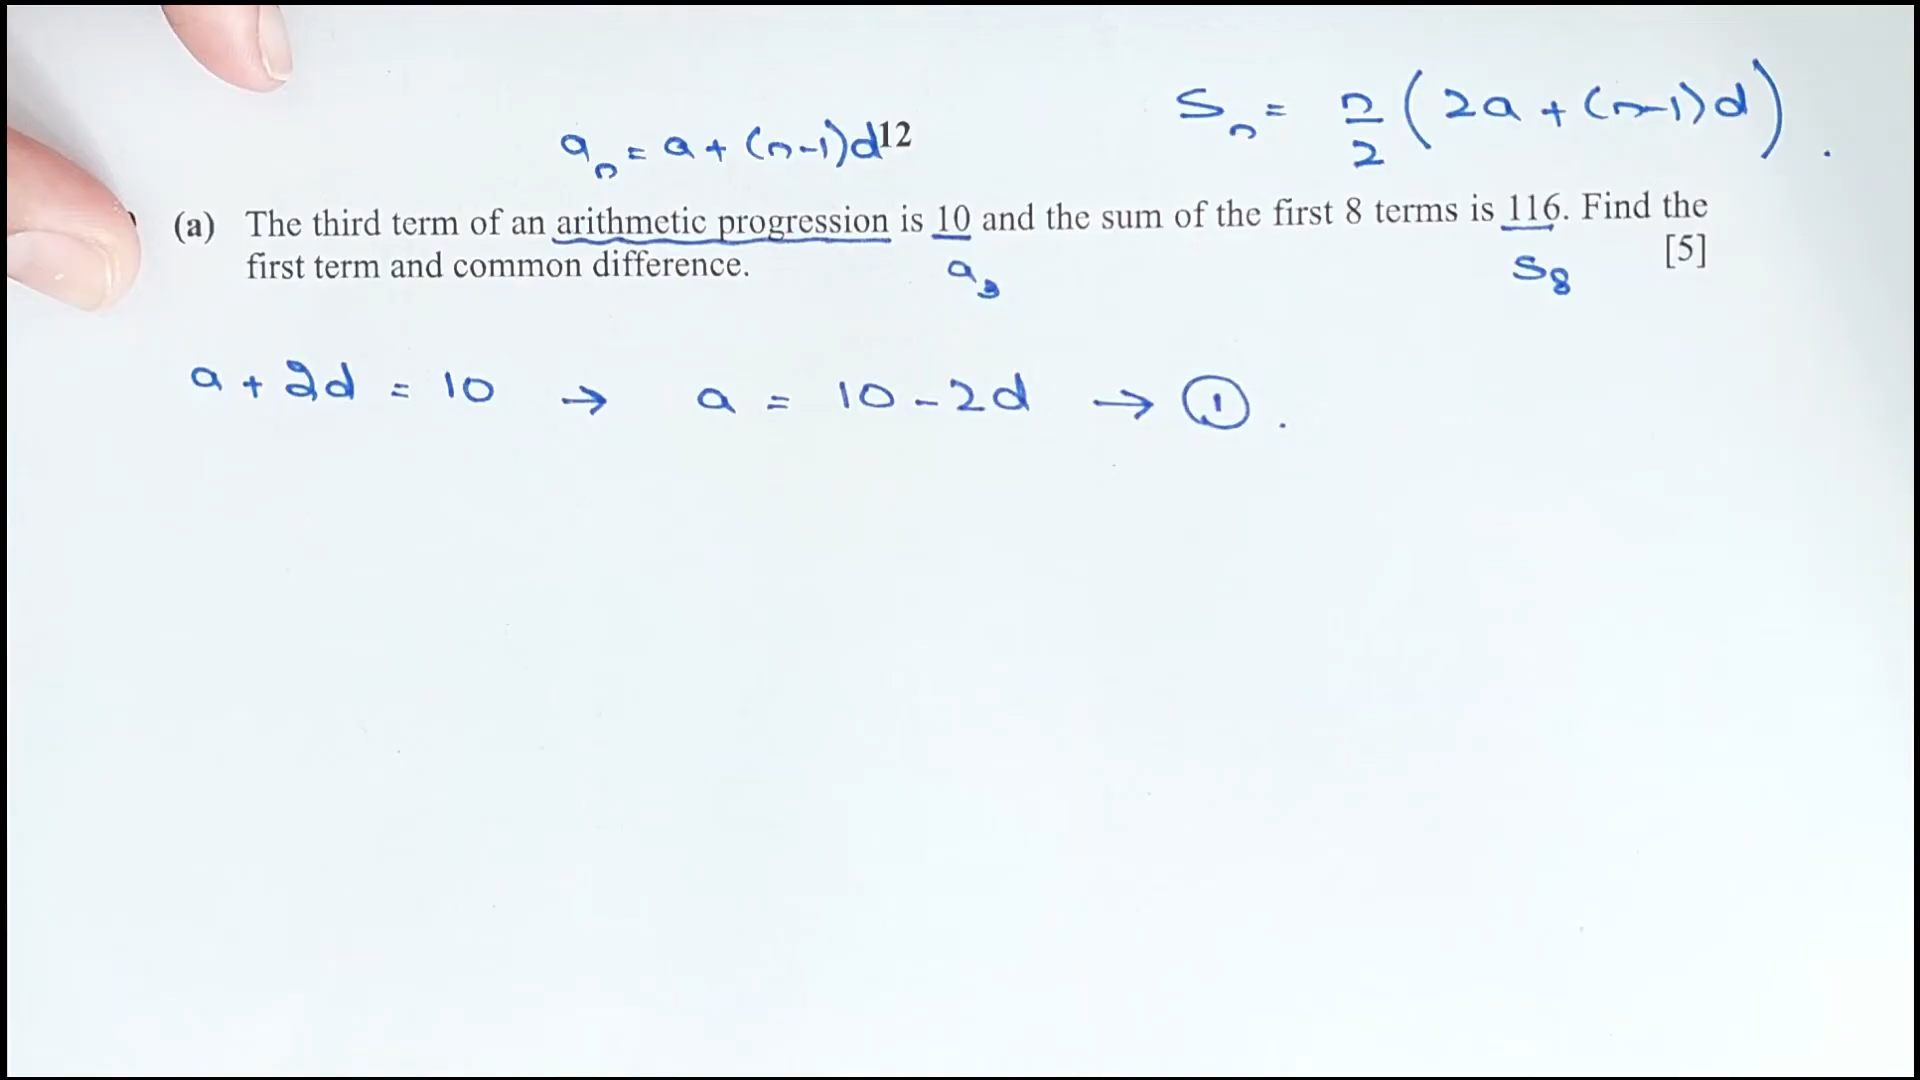 Sₙ = n/2 (2a + (n-1)d).
aₙ = a + (n-1)d 12
(a) The third term of an arithmetic progression is 10 and the sum of the first 8 terms is 116. Find the
first term and common difference. [5]
a₃ S₈
a + 2d = 10 → a = 10 - 2d → ①.